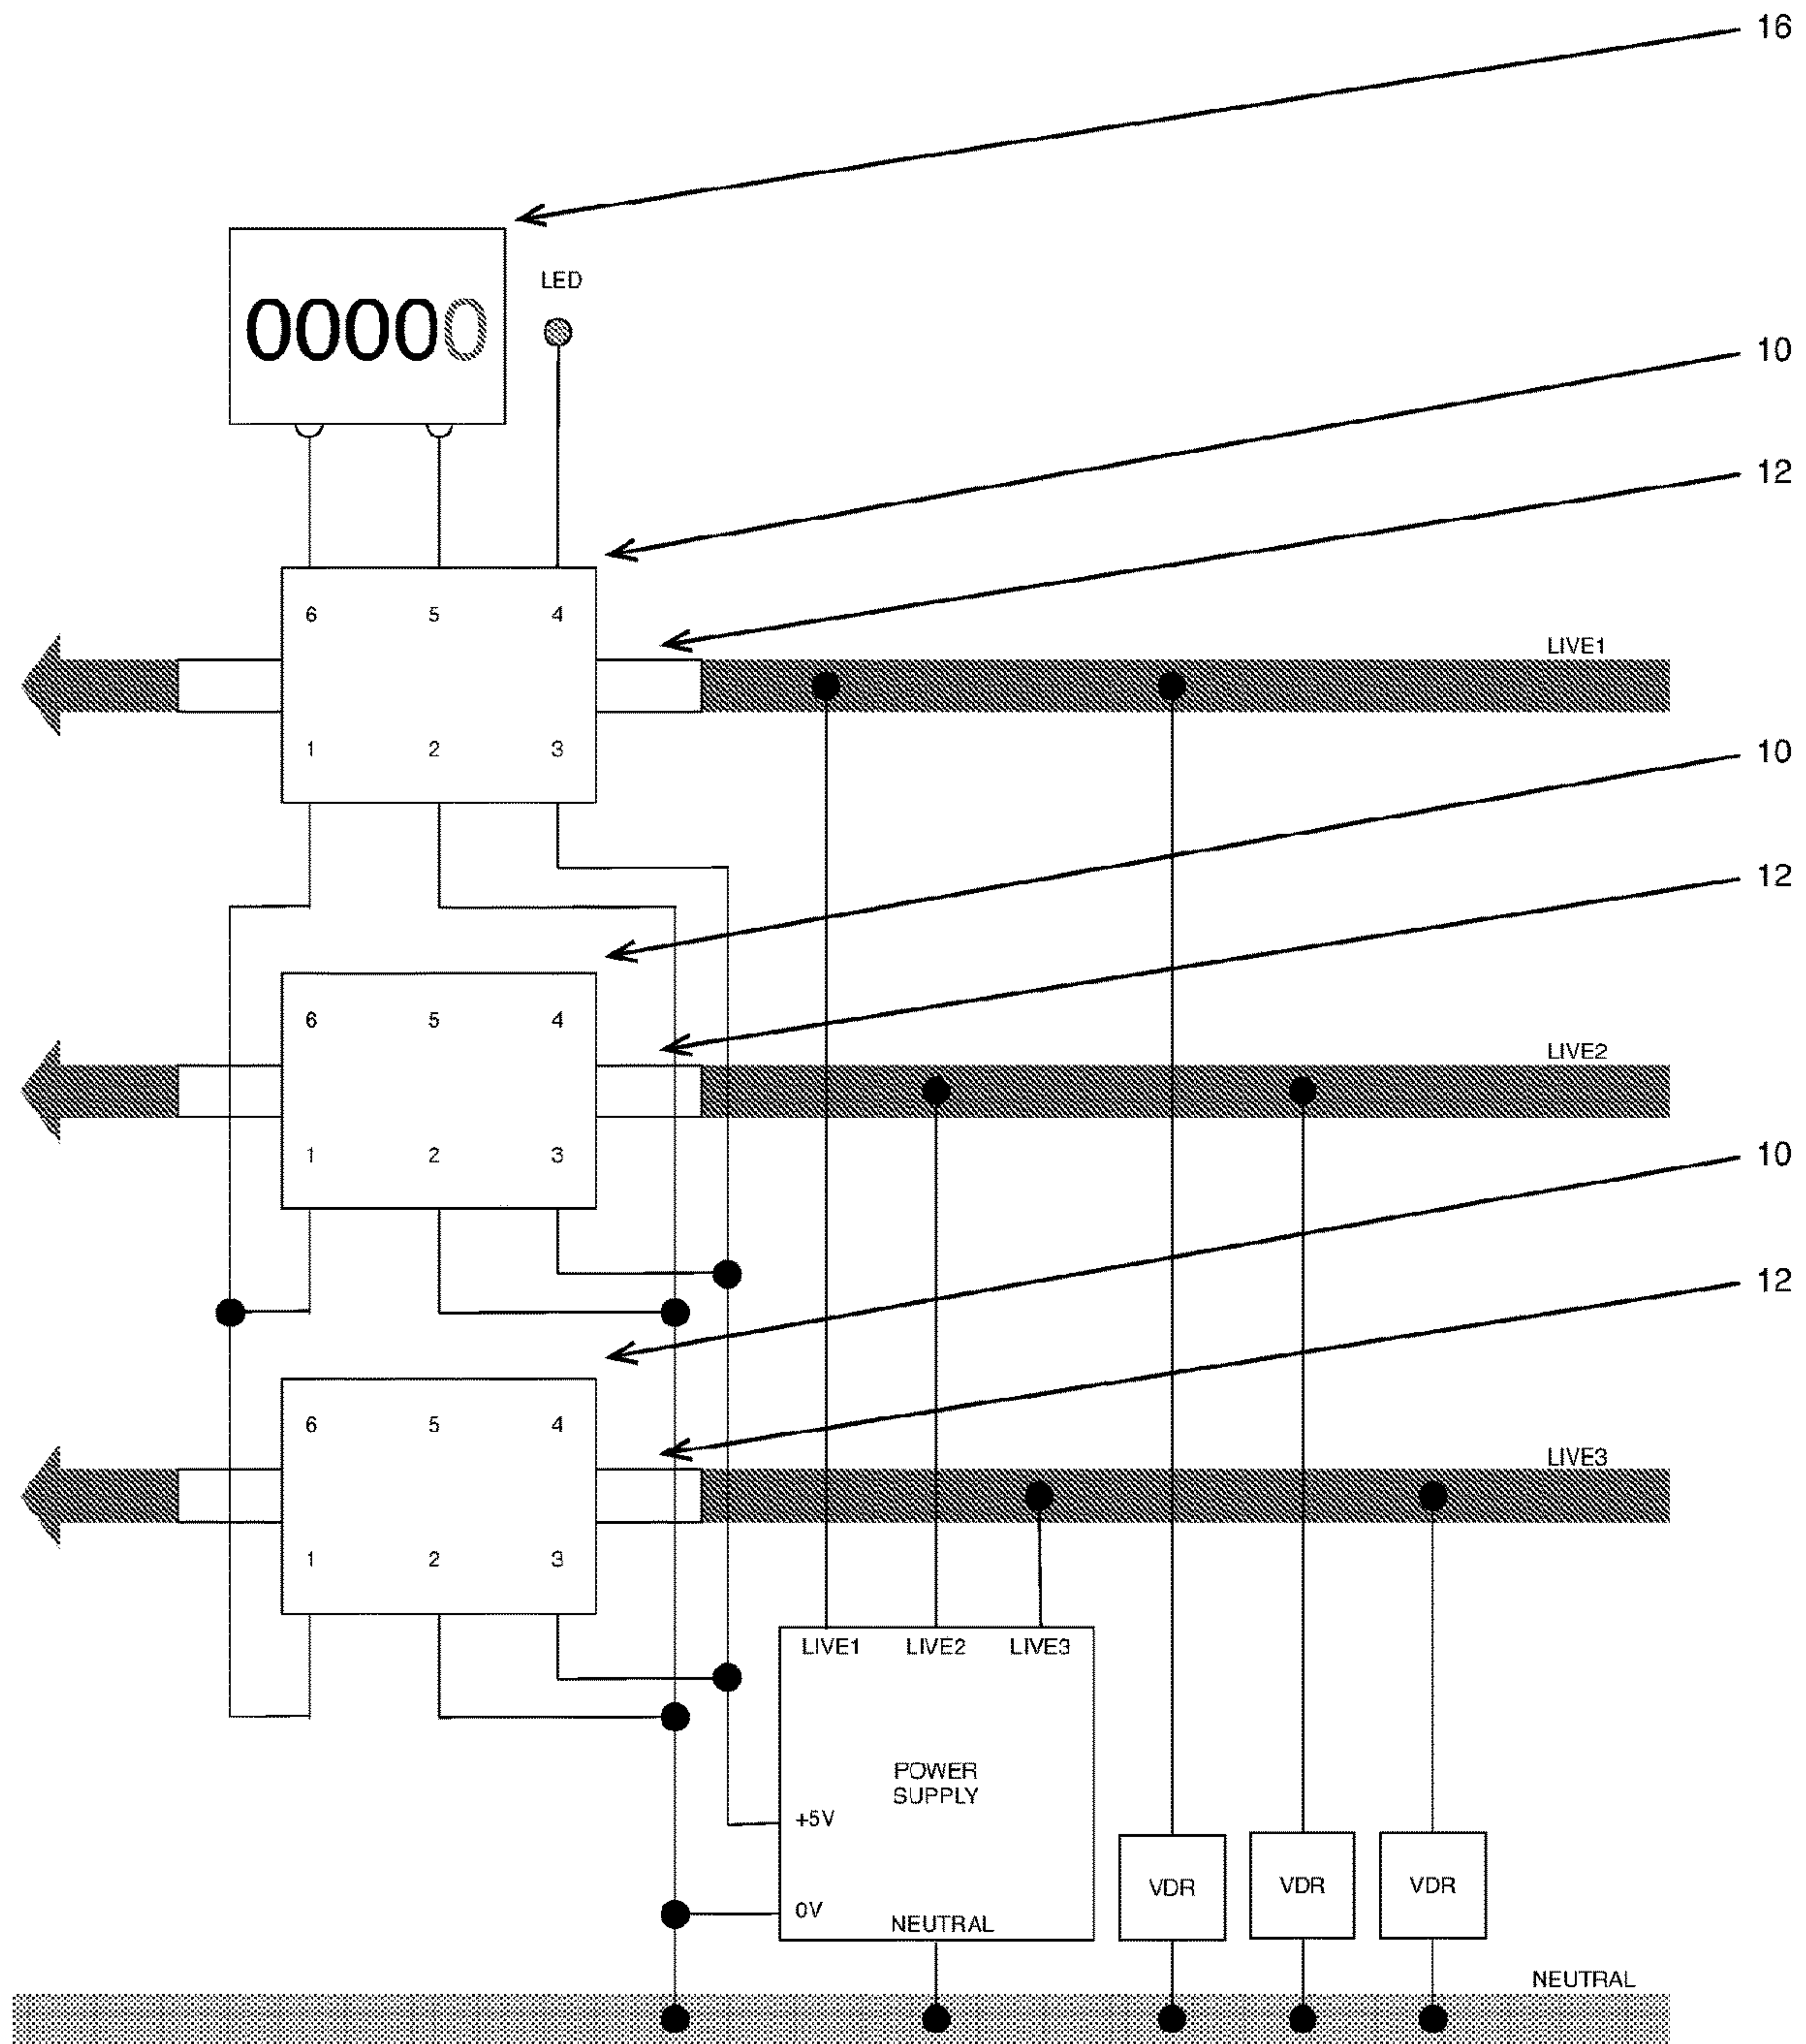 16
LED
00000
10
12
6 5 4
LIVE1
1 2 3
10
12
6 5 4
LIVE2
1 2 3
10
12
6 5 4
LIVE3
1 2 3
LIVE1 LIVE2 LIVE3
POWER
SUPPLY
+5V
VDR VDR VDR
0V
NEUTRAL
NEUTRAL